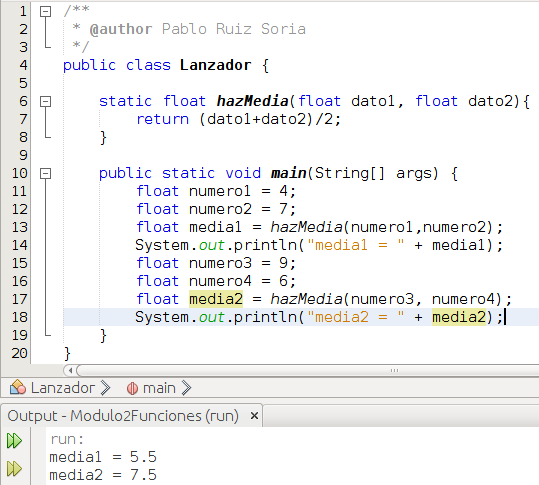 1 /**
2 * @author Pablo Ruiz Soria
3 */
4 public class Lanzador {
5
6 static float hazMedia(float dato1, float dato2){
7 return (dato1+dato2)/2;
8 }
9
10 public static void main(String[] args) {
11 float numero1 = 4;
12 float numero2 = 7;
13 float media1 = hazMedia(numero1,numero2);
14 System.out.println("media1 = " + media1);
15 float numero3 = 9;
16 float numero4 = 6;
17 float media2 = hazMedia(numero3, numero4);
18 System.out.println("media2 = " + media2);
19 }
20 }
Lanzador main
Output - Modulo2Funciones (run) ×
run:
media1 = 5.5
media2 = 7.5